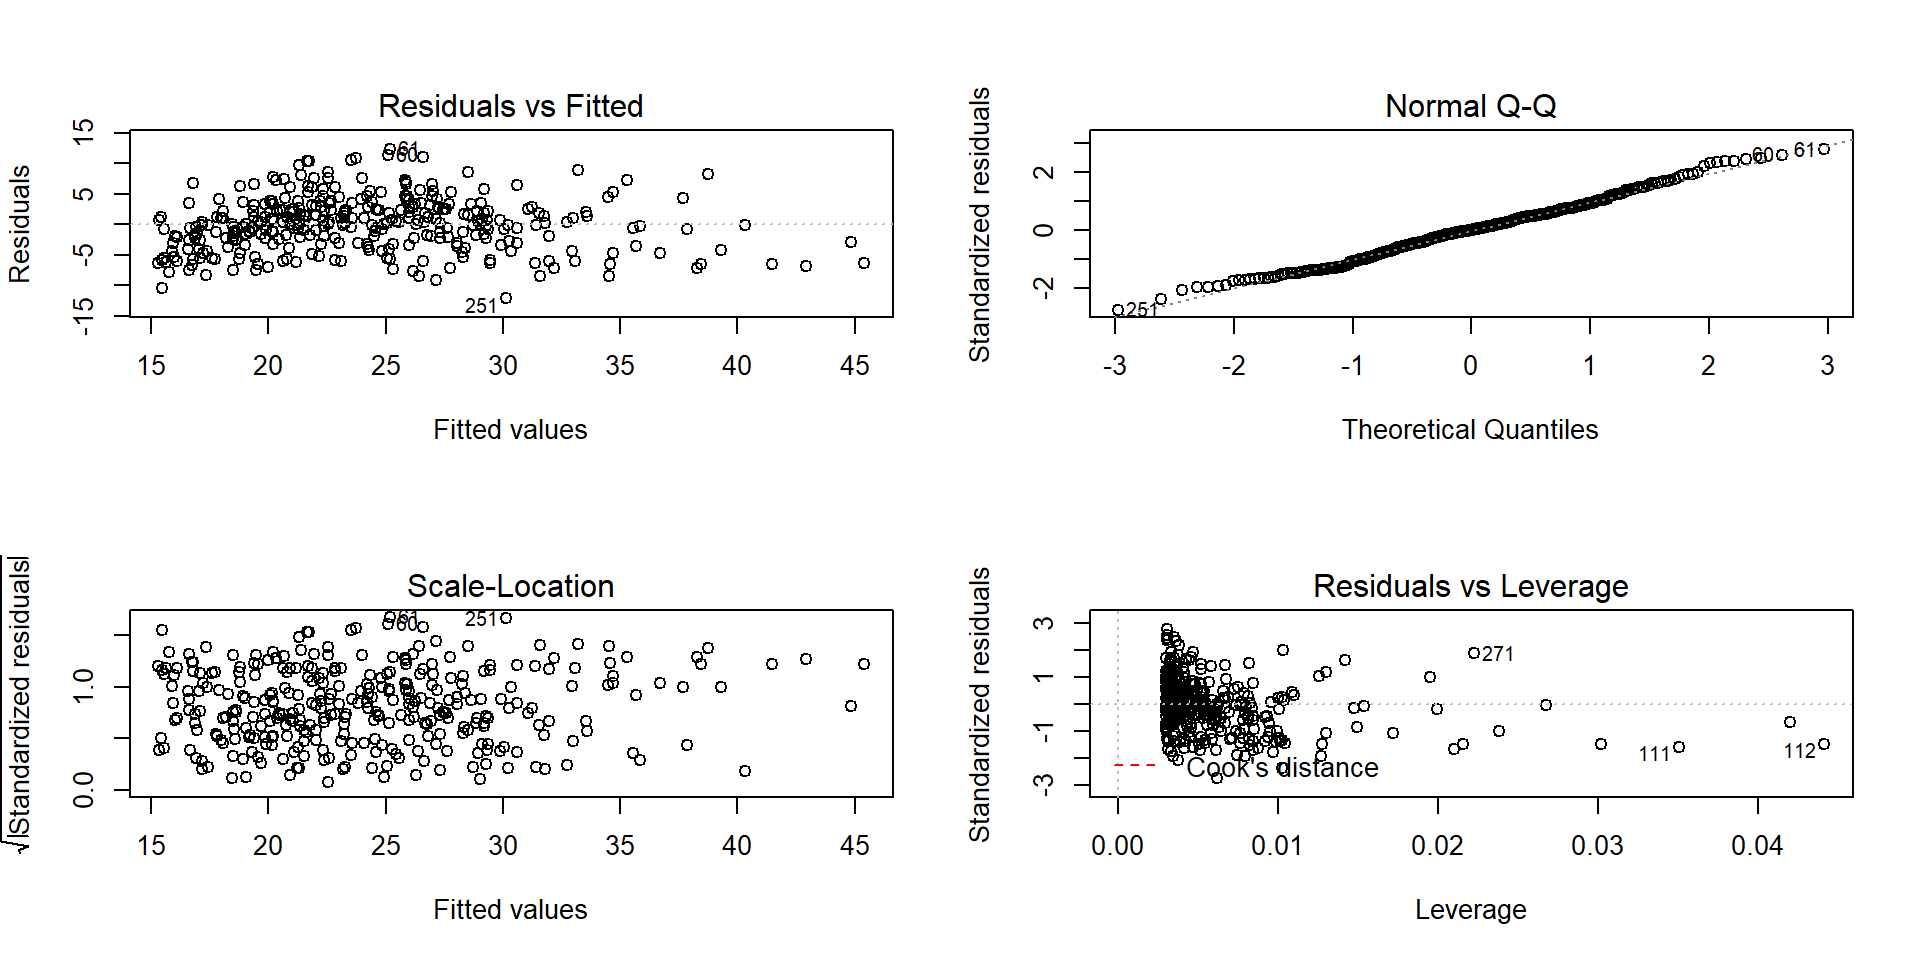 Residuals vs Fitted
Residuals
15
5
-5
-15
61
60
251
15 20 25 30 35 40 45
Fitted values
Normal Q-Q
Standardized residuals
2
0
-2
60 61
251
-3 -2 -1 0 1 2 3
Theoretical Quantiles
Scale-Location
√|Standardized residuals|
1.0
0.0
61
60
251
15 20 25 30 35 40 45
Fitted values
Residuals vs Leverage
Standardized residuals
3
1
-1
-3
271
111
112
Cook's distance
0.00 0.01 0.02 0.03 0.04
Leverage